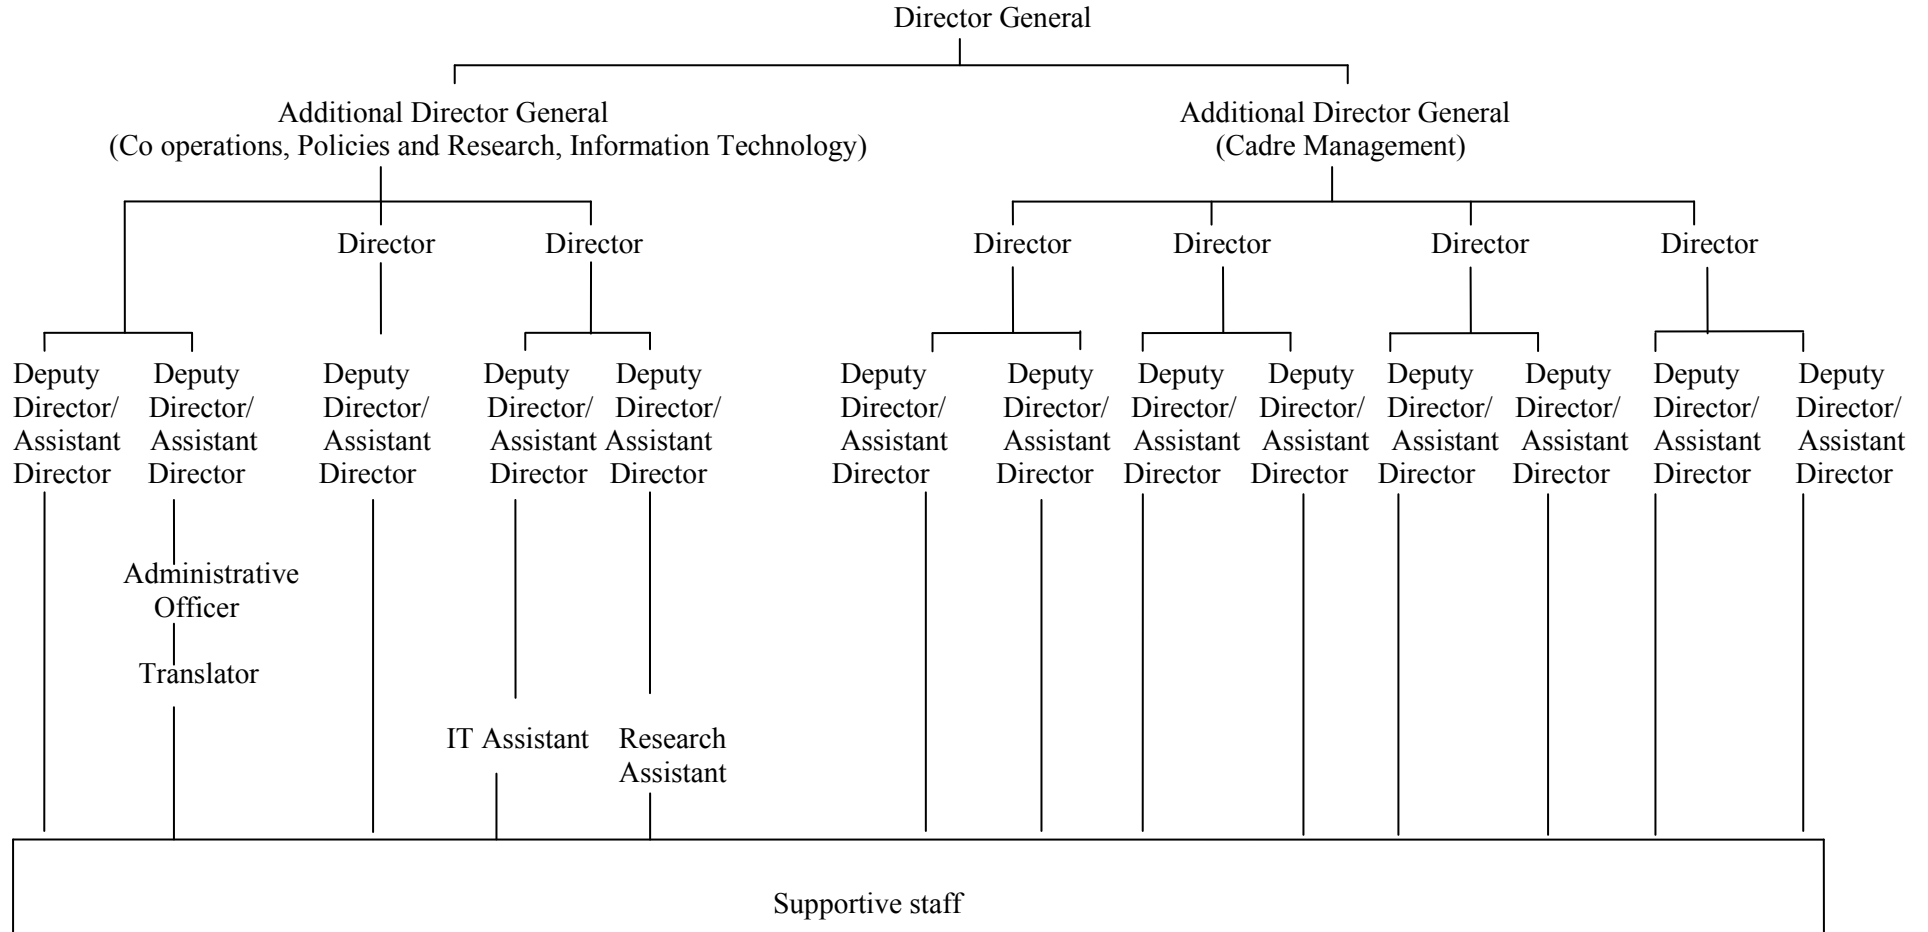 Director General
Additional Director General
(Co operations, Policies and Research, Information Technology)
Additional Director General
(Cadre Management)
Director
Director
Director
Director
Director
Director
Deputy
Director/
Assistant
Director
Deputy
Director/
Assistant
Director
Deputy
Director/
Assistant
Director
Deputy
Director/
Assistant
Director
Deputy
Director/
Assistant
Director
Deputy
Director/
Assistant
Director
Deputy
Director/
Assistant
Director
Deputy
Director/
Assistant
Director
Deputy
Director/
Assistant
Director
Deputy
Director/
Assistant
Director
Deputy
Director/
Assistant
Director
Deputy
Director/
Assistant
Director
Deputy
Director/
Assistant
Director
Administrative
Officer
Translator
IT Assistant
Research
Assistant
Supportive staff